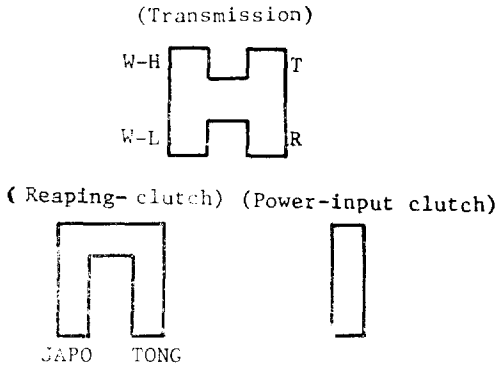 (Transmission)
W-H T
W-L R
(Reaping-clutch) (Power-input clutch)
JAPO TONG